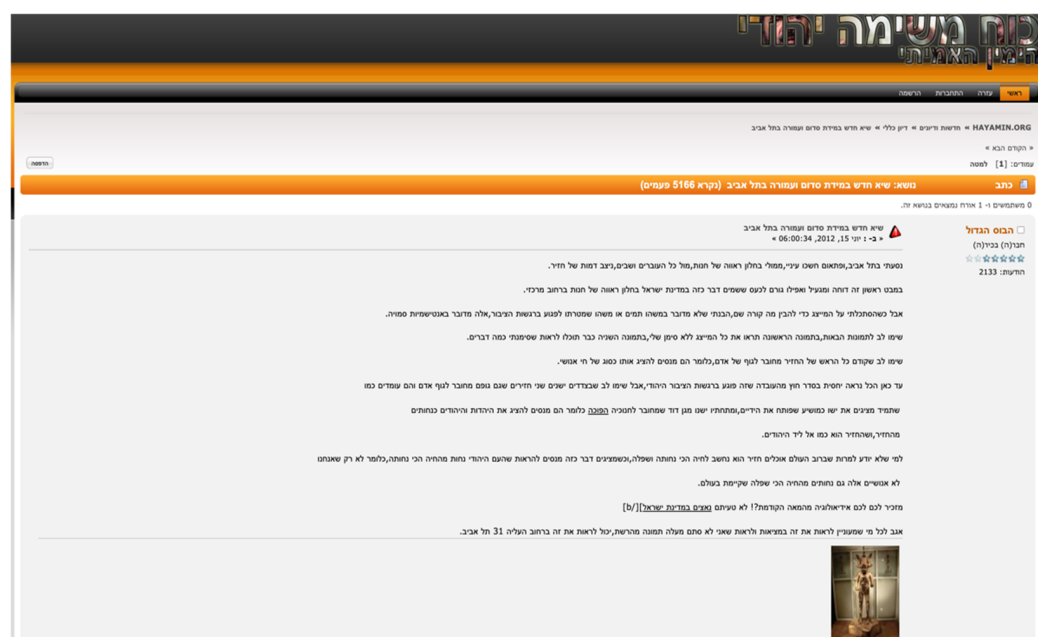 כוח משימה יהודי
הימין האמיתי
ראשי עזרה התחברות הרשמה
HAYAMIN.ORG » חדשות ודיונים » דיון כללי » שיא חדש במידת סדום ועמורה בתל אביב
« הקודם הבא »
עמודים: [1] למטה
הדפסה
כתב נושא: שיא חדש במידת סדום ועמורה בתל אביב (נקרא 5166 פעמים)
0 משתמשים ו- 1 אורח נמצאים בנושא זה.
הבוס הגדול
חבר(ה) בכיר(ה)
הודעות: 2133
שיא חדש במידת סדום ועמורה בתל אביב
« ב- : יוני 15, 2012, 06:00:34 »
נסעתי בתל אביב,ופתאום חשכו עיניי,ממולי בחלון ראווה של חנות,מול כל העוברים ושבים,ניצב דמות של חזיר.
במבט ראשון זה דוחה ומגעיל ואפילו גורם לכעס ששמים דבר כזה במדינת ישראל בחלון ראווה של חנות ברחוב מרכזי.
אבל כשהסתכלתי על המייצג כדי להבין מה קורה שם,הבנתי שלא מדובר במשהו תמים או משהו שמטרתו לפגוע ברגשות הציבור,אלה מדובר באנטישמיות סמויה.
שימו לב לתמונות הבאות,בתמונה הראשונה תראו את כל המייצג ללא סימן שלי,בתמונה השניה כבר תוכלו לראות שסימנתי כמה דברים.
שימו לב שקודם כל הראש של החזיר מחובר לגוף של אדם,כלומר הם מנסים להציג אותו כסוג של חי אנושי.
עד כאן הכל נראה יחסית בסדר חוץ מהעובדה שזה פוגע ברגשות הציבור היהודי,אבל שימו לב שבצדדים ישנים שני חזירים שגם גופם מחובר לגוף אדם והם עומדים כמו
שתמיד מציגים את ישו כמושיע שפותח את הידיים,ומתחתיו ישנו מגן דוד שמחובר לחנוכיה הפוכה כלומר הם מנסים להציג את היהדות והיהודים כנחותים
מהחזיר,ושהחזיר הוא כמו אל ליד היהודים.
למי שלא יודע למרות שברוב העולם אוכלים חזיר הוא נחשב לחיה הכי נחותה ושפלה,וכשמציגים דבר כזה מנסים להראות שהעם היהודי נחות מהחיה הכי נחותה,כלומר לא רק שאנחנו
לא אנושיים אלה גם נחותים מהחיה הכי שפלה שקיימת בעולם.
מזכיר לכם לכם אידיאולוגיה מהמאה הקודמת?! לא טעיתם נאצים במדינת ישראל][/b]
אגב לכל מי שמעוניין לראות את זה במציאות ולראות שאני לא סתם מעלה תמונה מהרשת,יכול לראות את זה ברחוב העליה 31 תל אביב.